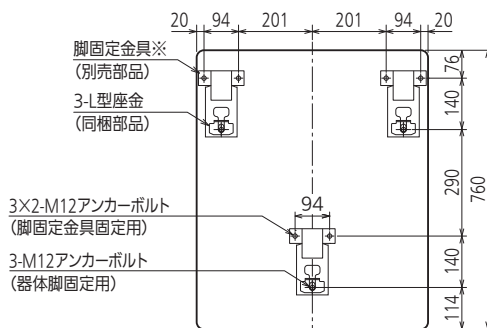 20 94 201 201 94 20
脚固定金具※
(別売部品)
3-L型座金
(同梱部品)
3×2-M12アンカーボルト
(脚固定金具固定用)
3-M12アンカーボルト
(器体脚固定用)
94
76
140
290
760
140
114